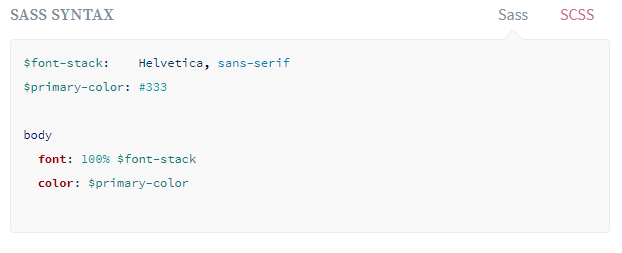 SASS SYNTAX Sass SCSS
$font-stack:    Helvetica, sans-serif
$primary-color: #333

body
  font: 100% $font-stack
  color: $primary-color